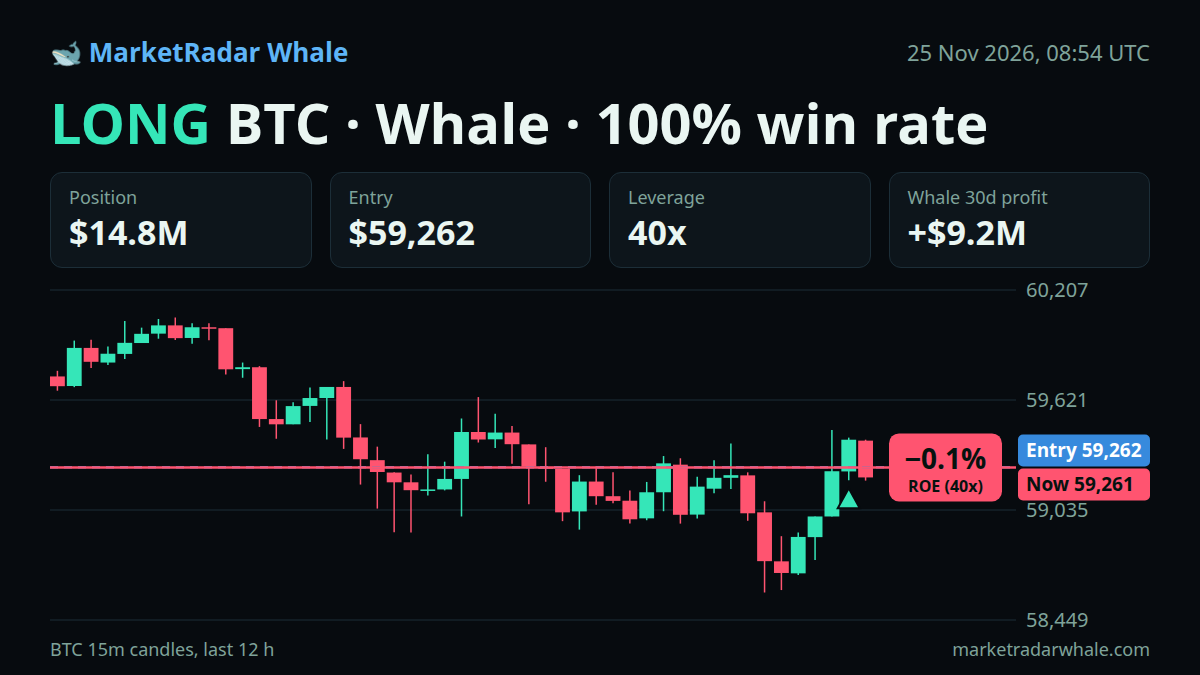 MarketRadar Whale
25 Nov 2026, 08:54 UTC
LONG BTC · Whale · 100% win rate
Position
$14.8M
Entry
$59,262
Leverage
40x
Whale 30d profit
+$9.2M
60,207
59,621
Entry 59,262
−0.1%
ROE (40x)
Now 59,261
59,035
58,449
BTC 15m candles, last 12 h
marketradarwhale.com